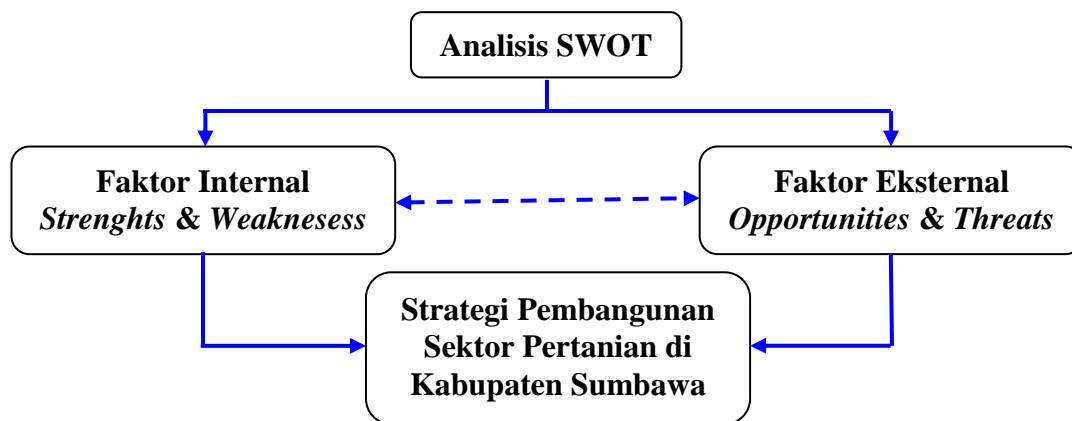 Analisis SWOT
Faktor Internal
Strenghts & Weaknesess
Faktor Eksternal
Opportunities & Threats
Strategi Pembangunan
Sektor Pertanian di
Kabupaten Sumbawa